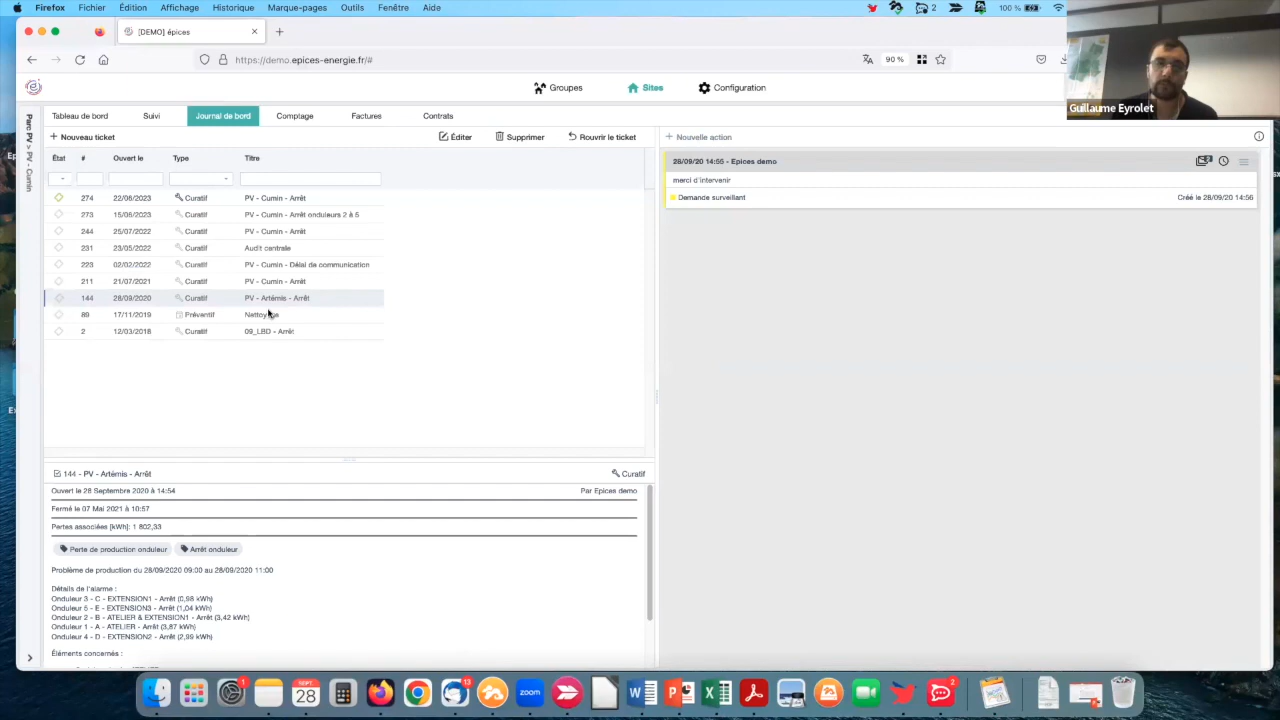 Firefox Fichier Édition Affichage Historique Marque-pages Outils Fenêtre Aide 2 100 %
[DEMO] épices
https://demo.epices-energie.fr/# 90 %
Guillaume Eyrolet
Groupes Sites Configuration
Tableau de bord Suivi Journal de bord Comptage Factures Contrats
Parc PV > PV - Cumin
Nouveau ticket Éditer Supprimer Rouvrir le ticket
Nouvelle action
État # Ouvert le Type Titre
274 22/06/2023 Curatif PV - Cumin - Arrêt
273 15/06/2023 Curatif PV - Cumin - Arrêt onduleurs 2 à 5
244 25/07/2022 Curatif PV - Cumin - Arrêt
231 23/05/2022 Curatif Audit centrale
223 02/02/2022 Curatif PV - Cumin - Délai de communication
211 21/07/2021 Curatif PV - Cumin - Arrêt
144 28/09/2020 Curatif PV - Artémis - Arrêt
89 17/11/2019 Préventif Nettoyage
2 12/03/2018 Curatif 09_LBD - Arrêt
28/09/20 14:56 - Epices demo
merci d'intervenir
Demande surveillant Créé le 28/09/20 14:56
144 - PV - Artémis - Arrêt Curatif
Ouvert le 28 Septembre 2020 à 14:54 Par Epices demo
Fermé le 07 Mai 2021 à 10:57
Pertes associées [kWh]: 1 802,33
Perte de production onduleur Arrêt onduleur
Problème de production du 28/09/2020 09:00 au 28/09/2020 11:00
Détails de l'alarme :
Onduleur 3 - C - EXTENSION1 - Arrêt (0,98 kWh)
Onduleur 5 - E - EXTENSION3 - Arrêt (1,04 kWh)
Onduleur 2 - B - ATELIER & EXTENSION1 - Arrêt (3,42 kWh)
Onduleur 1 - A - ATELIER - Arrêt (3,87 kWh)
Onduleur 4 - D - EXTENSION2 - Arrêt (2,99 kWh)
Éléments concernés :
1 SEPT. 28 13 zoom 2